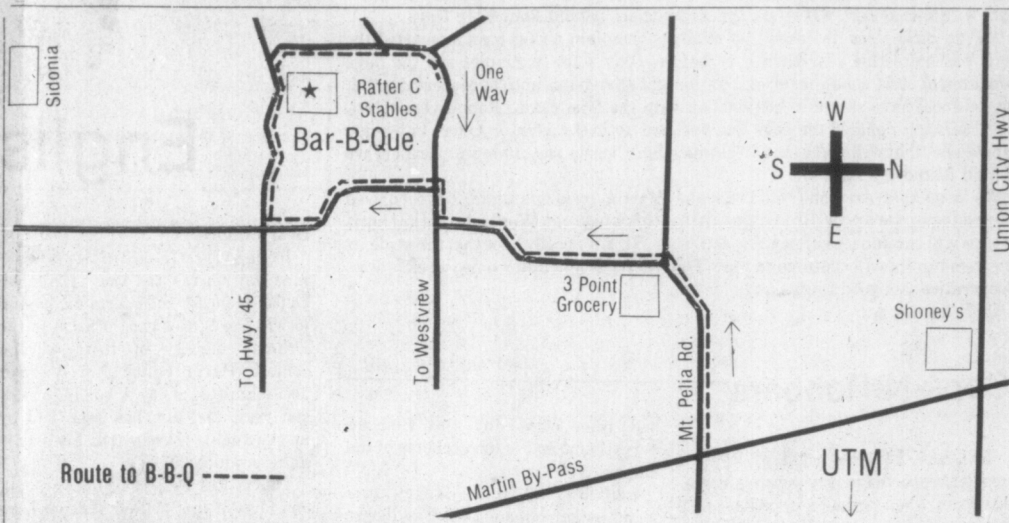 Sidonia
Rafter C
Stables
Bar-B-Que
One
Way
W
S N
E
Union City Hwy
3 Point
Grocery
Shoney's
To Hwy. 45
To Westview
Mt. Pelia Rd.
Route to B-B-Q
Martin By-Pass
UTM